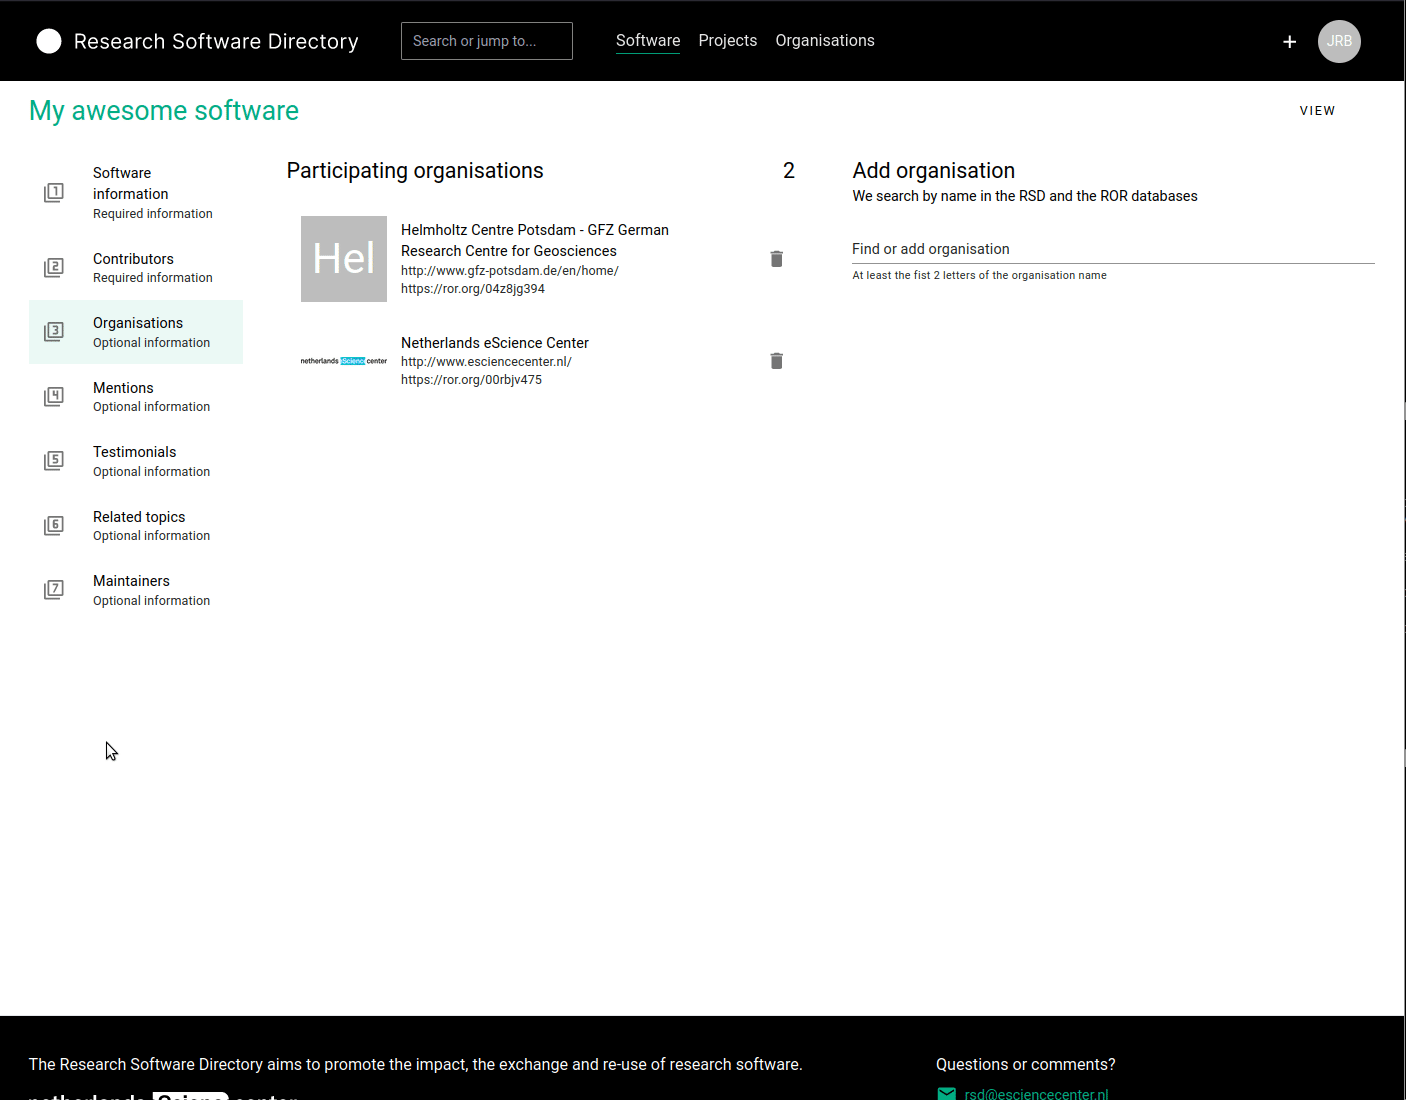 Research Software Directory
Search or jump to...
Software
Projects
Organisations
+
JRB
My awesome software
VIEW
1
Software
information
Required information
2
Contributors
Required information
3
Organisations
Optional information
4
Mentions
Optional information
5
Testimonials
Optional information
6
Related topics
Optional information
7
Maintainers
Optional information
Participating organisations
2
Hel
Helmholtz Centre Potsdam - GFZ German
Research Centre for Geosciences
http://www.gfz-potsdam.de/en/home/
https://ror.org/04z8jg394
netherlands eScience center
Netherlands eScience Center
http://www.esciencecenter.nl/
https://ror.org/00rbjv475
Add organisation
We search by name in the RSD and the ROR databases
Find or add organisation
At least the fist 2 letters of the organisation name
The Research Software Directory aims to promote the impact, the exchange and re-use of research software.
netherlands eScience center
Questions or comments?
rsd@esciencecenter.nl